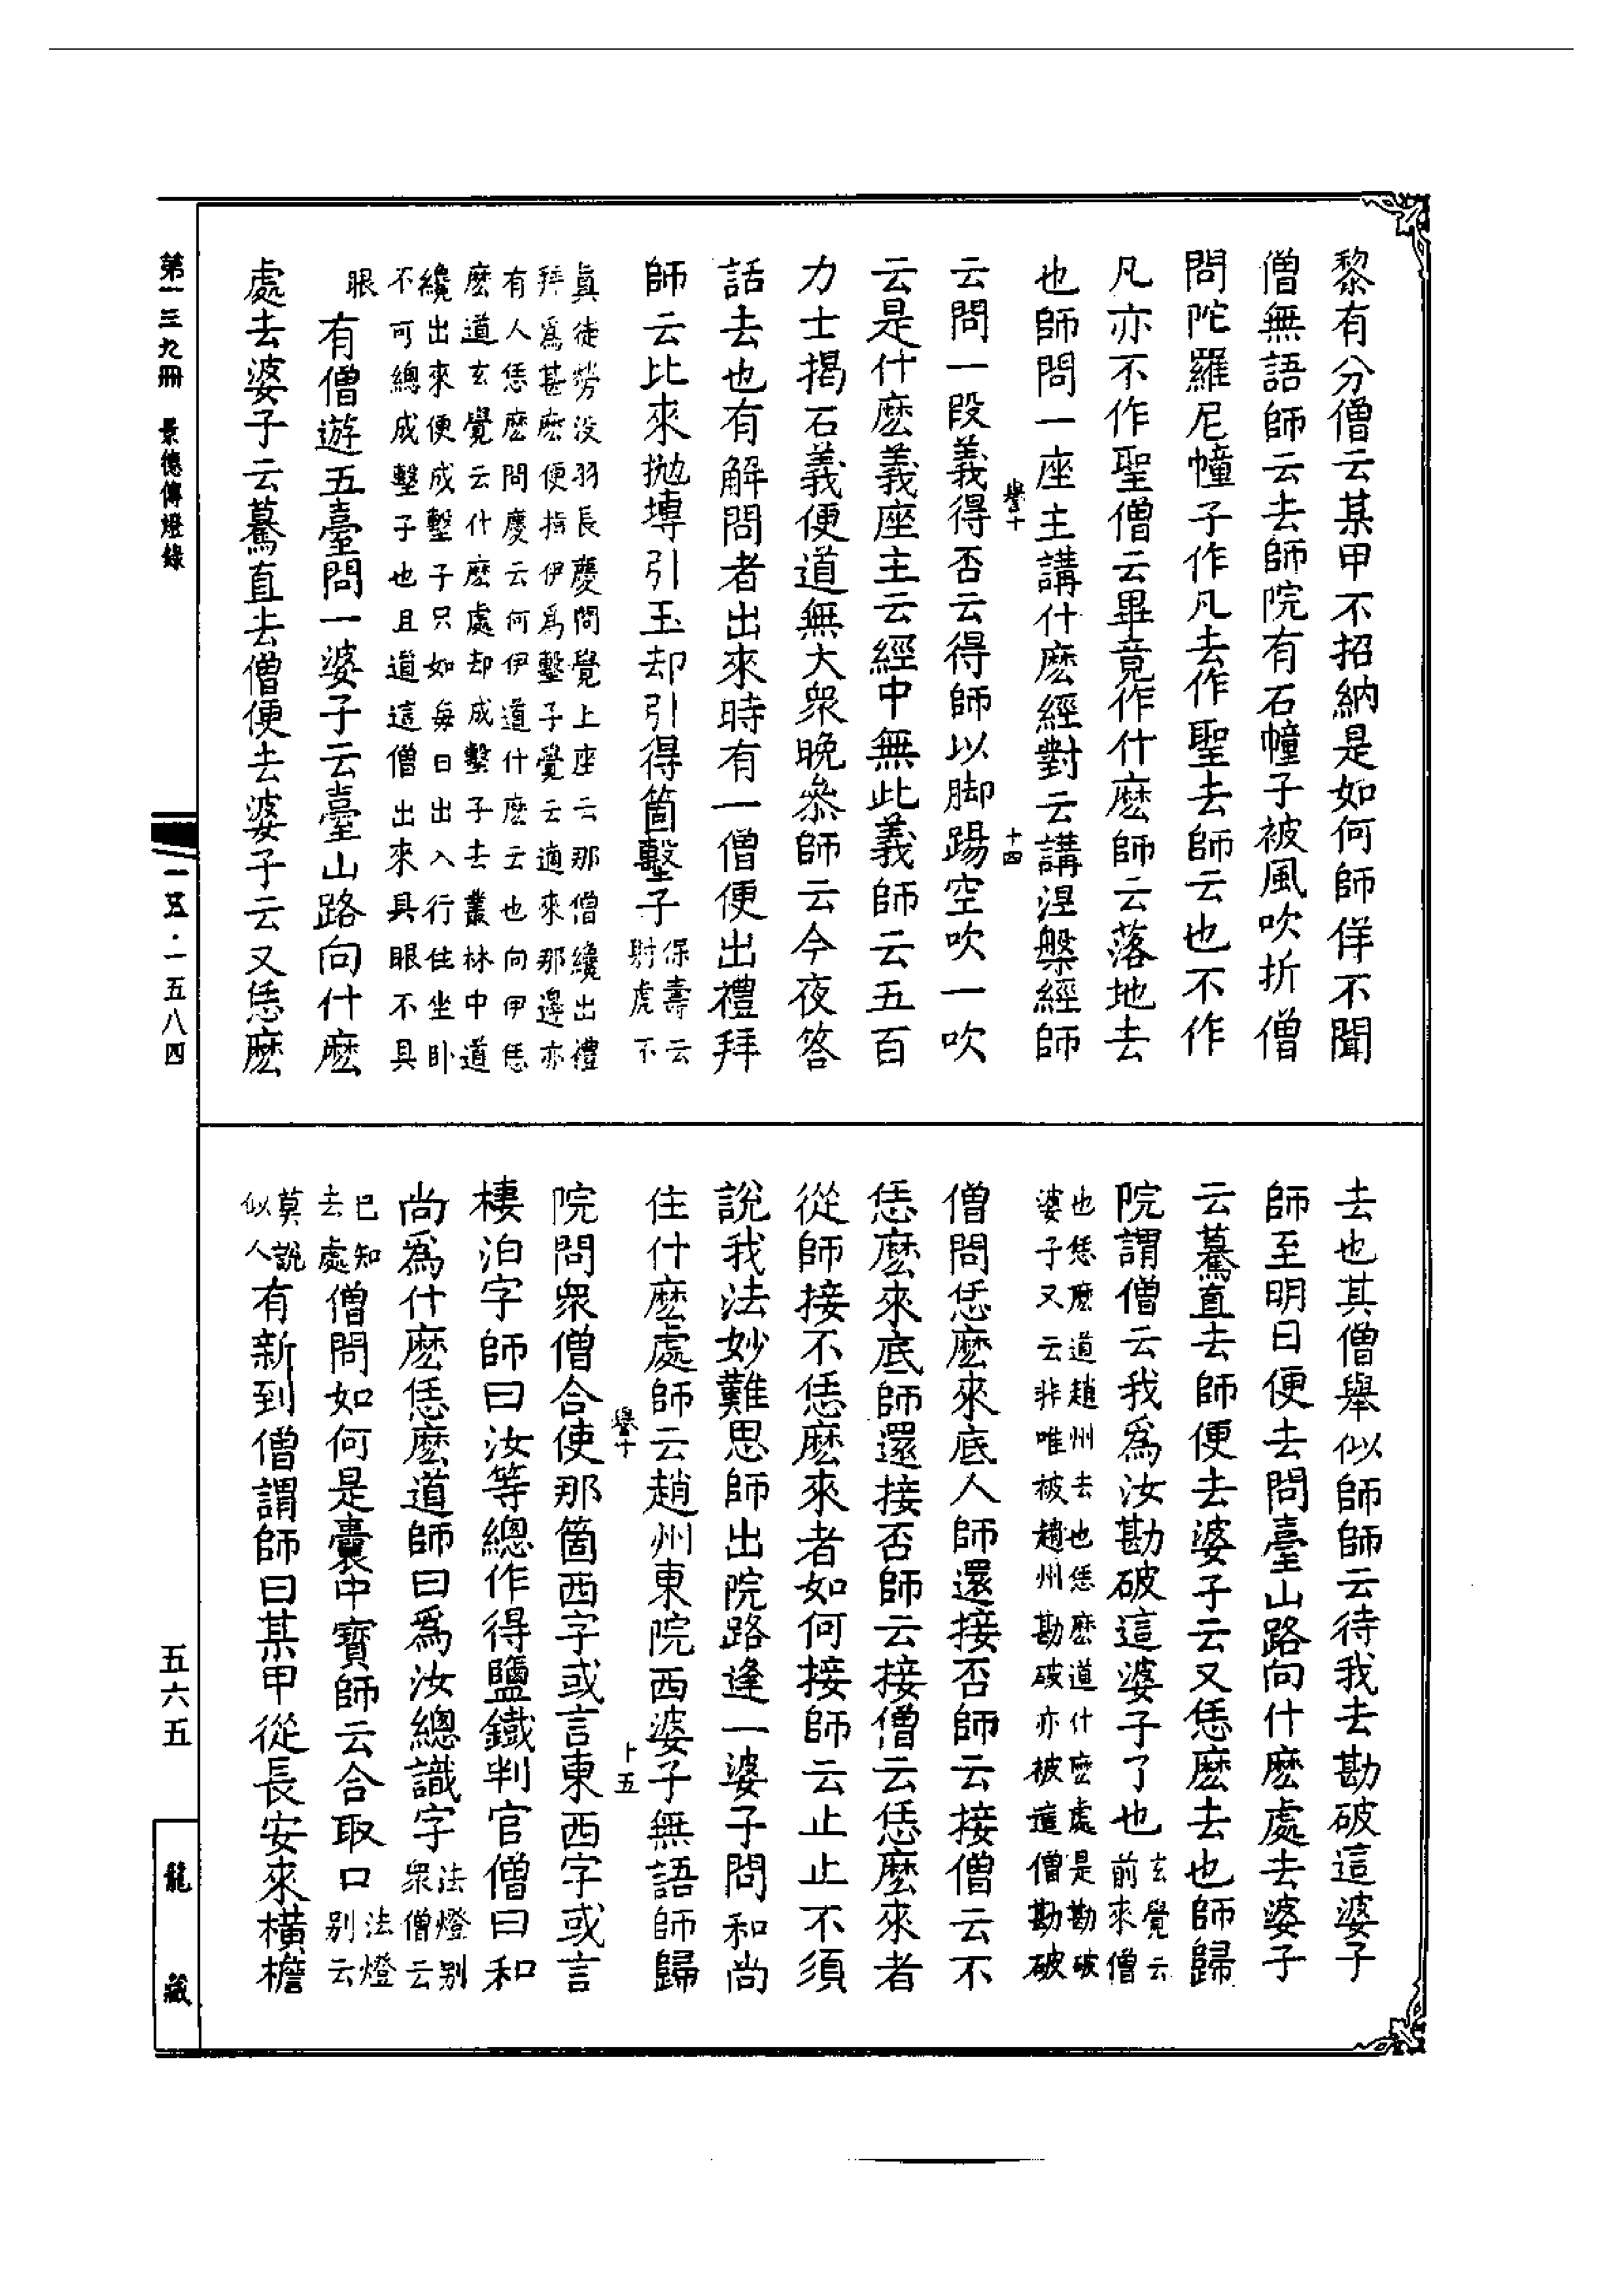 黎有分僧云某甲不招納是如何師佯不聞
僧無語師云去師院有石幢子被風吹折僧
問陀羅尼幢子作凡去作聖去師云也不作
凡亦不作聖僧云畢竟作什麽師云落地去
也師問一座主講什麽經對云講涅槃經師
譽十
十四
云問一段義得否云得師以脚踢空吹一吹
云是什麽義座主云經中無此義師云五百
力士揭石義便道無大衆晚叅師云今夜答
話去也有解問者出來時有一僧便出禮拜
師云比來抛塼引玉却引得箇墼子
保壽云
射虎不
真徒勞没羽長慶問覺上座云那僧纔出禮
拜爲甚麽便指伊爲墼子覺云適來那邊亦
有人恁麽問慶云何伊道什麽云也向伊恁
麽道玄覺云什麽處却成墼子去叢林中道
纔出來便成墼子只如每日出入行住坐卧
不可總成墼子也且道這僧出來具眼不具
眼
有僧遊五臺問一婆子云臺山路向什麽
處去婆子云驀直去僧便去婆子云又恁麽
去也其僧舉似師師云待我去勘破這婆子
師至明日便去問臺山路向什麽處去婆子
云驀直去師便去婆子云又恁麽去也師歸
院謂僧云我爲汝勘破這婆子了也
玄覺云
前來僧
也恁麽道趙州去也恁麽道什麽處是勘破
婆子又云非唯被趙州勘破亦被這僧勘破
僧問恁麽來底人師還接否師云接僧云不
恁麽來底師還接否師云接僧云恁麽來者
從師接不恁麽來者如何接師云止止不須
說我法妙難思師出院路逢一婆子問和尚
住什麽處師云趙州東院西婆子無語師歸
譽十
十五
院問衆僧合使那箇西字或言東西字或言
棲泊字師曰汝等總作得鹽鐵判官僧曰和
尚爲什麽恁麽道師曰爲汝總識字
法燈别
衆僧云
已知
去處
僧問如何是囊中寶師云合取口
法燈
别云
莫說
似人
有新到僧謂師曰某甲從長安來橫檐
第一三九冊　景德傳燈錄
一五八四
五六五
龍藏